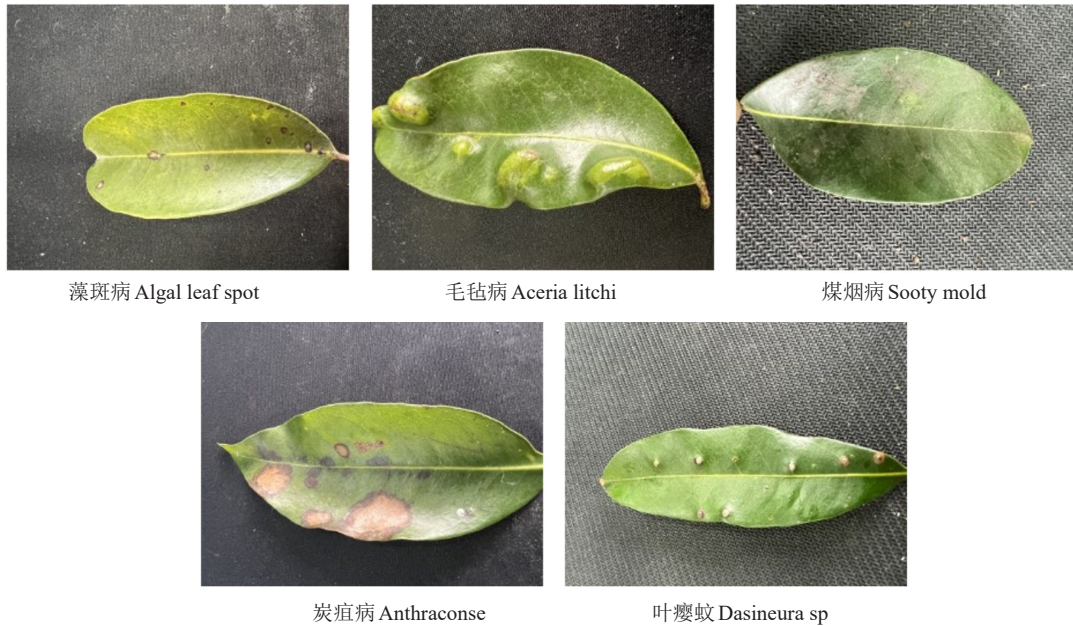 藻斑病 Algal leaf spot
毛毡病 Aceria litchi
煤烟病 Sooty mold
炭疽病 Anthraconse
叶瘿蚊 Dasineura sp